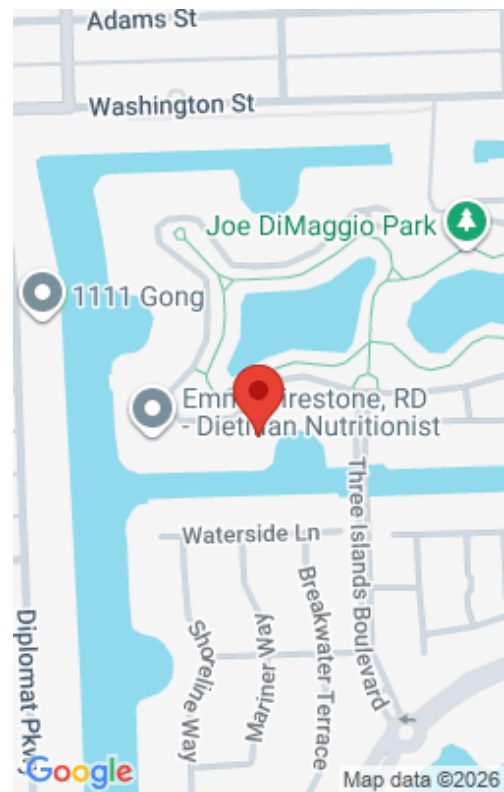 Adams St
Washington St
Joe DiMaggio Park
1111 Gong
- Dietitian Nutritionist
Waterside Ln
Three Islands Boulevard
Breakwater Terrace
Mariner Way
Shoreline Way
Diplomat Pkwy
Google
Map data ©2026